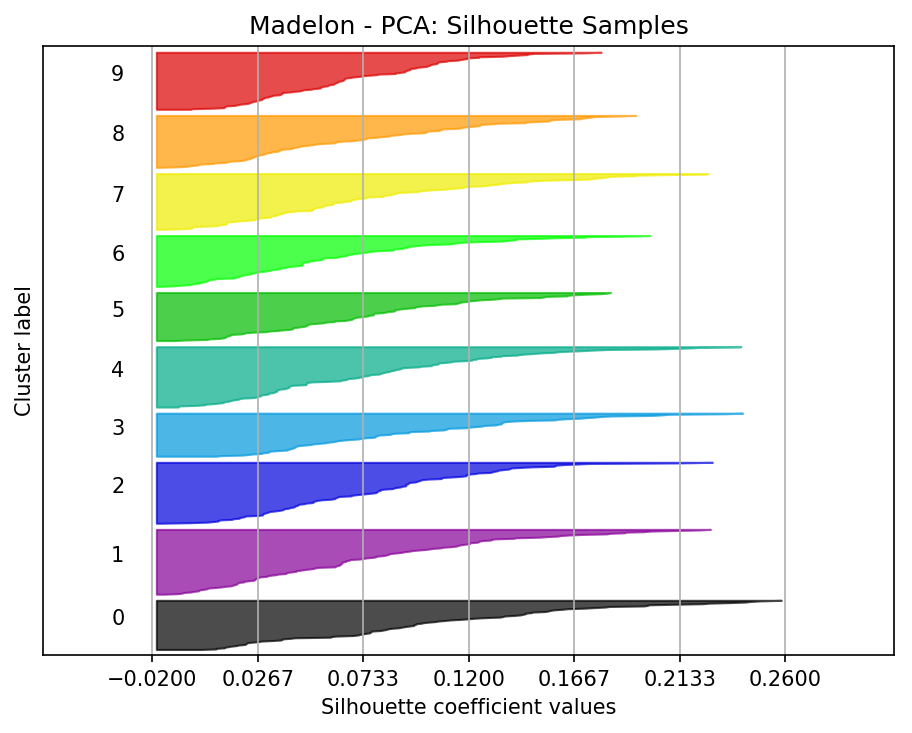 Madelon - PCA: Silhouette Samples
9
8
7
6
5
4
3
2
1
0
Cluster label
−0.0200 0.0267 0.0733 0.1200 0.1667 0.2133 0.2600
Silhouette coefficient values